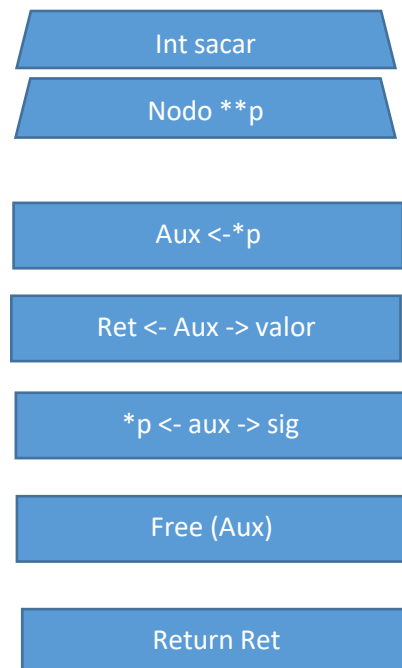 Int sacar
Nodo **p
Aux <-*p
Ret <- Aux -> valor
*p <- aux -> sig
Free (Aux)
Return Ret